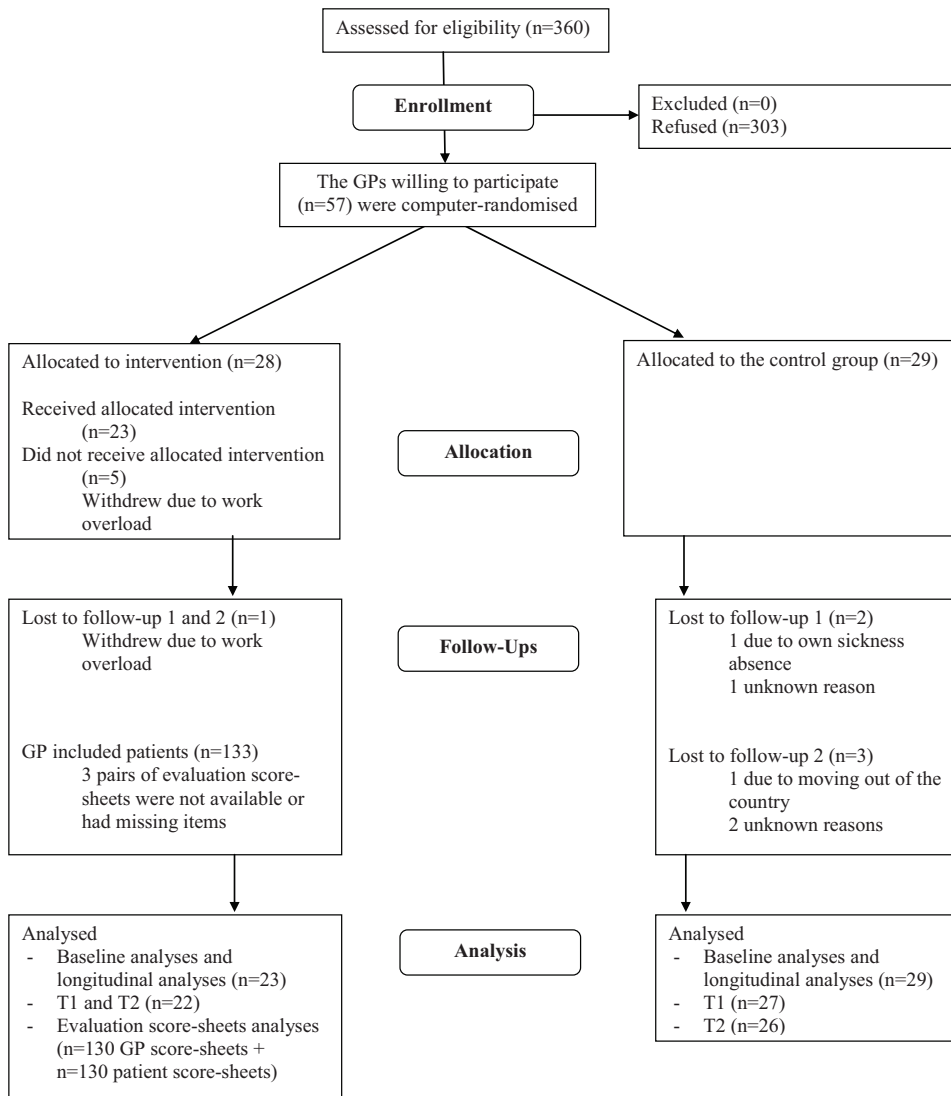 Assessed for eligibility (n=360)
Enrollment
Excluded (n=0)
Refused (n=303)
The GPs willing to participate
(n=57) were computer-randomised
Allocated to intervention (n=28)
Received allocated intervention
(n=23)
Did not receive allocated intervention
(n=5)
Withdrew due to work
overload
Allocation
Allocated to the control group (n=29)
Lost to follow-up 1 and 2 (n=1)
Withdrew due to work
overload
GP included patients (n=133)
3 pairs of evaluation score-
sheets were not available or
had missing items
Follow-Ups
Lost to follow-up 1 (n=2)
1 due to own sickness
absence
1 unknown reason
Lost to follow-up 2 (n=3)
1 due to moving out of the
country
2 unknown reasons
Analysed
- Baseline analyses and
longitudinal analyses (n=23)
- T1 and T2 (n=22)
- Evaluation score-sheets analyses
(n=130 GP score-sheets +
n=130 patient score-sheets)
Analysis
Analysed
- Baseline analyses and
longitudinal analyses (n=29)
- T1 (n=27)
- T2 (n=26)